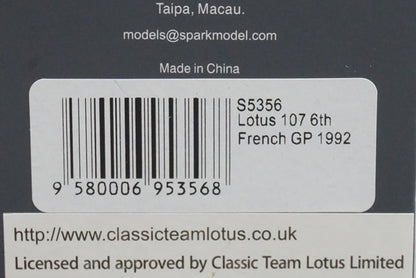 Taipa, Macau.
models@sparkmodel.com
Made in China
S5356
Lotus 107 6th
French GP 1992
9 580006 953568
http://www.classicteamlotus.co.uk
Licensed and approved by Classic Team Lotus Limited